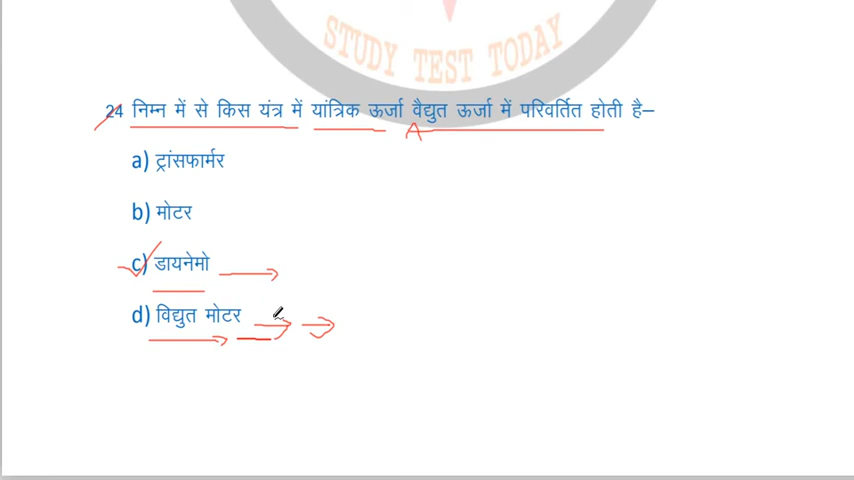 STUDY TEST TODAY
24 निम्न में से किस यंत्र में यांत्रिक ऊर्जा वैद्युत ऊर्जा में परिवर्तित होती है–
a) ट्रांसफार्मर
b) मोटर
c) डायनेमो
d) विद्युत मोटर